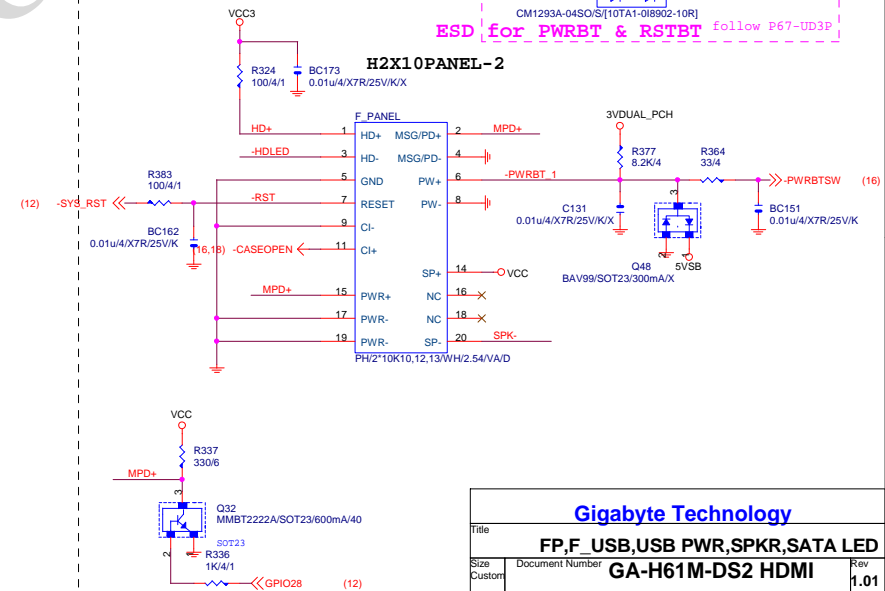 CM1293A-04SO/S/[10TA1-0I8902-10R]
ESD for PWRBT & RSTBT follow P67-UD3P
VCC3
R324
100/4/1
BC173
0.01u/4/X7R/25V/K/X
H2X10PANEL-2
F_PANEL
HD+ 1 HD+ MSG/PD+ 2 MPD+
-HDLED 3 HD- MSG/PD- 4
5 GND PW+ 6 -PWRBT_1
-RST 7 RESET PW- 8
9 CI-
-CASEOPEN 11 CI+
SP+ 14 VCC
MPD+ 15 PWR+ NC 16
17 PWR- NC 18
19 PWR- SP- 20 SPK-
PH/2*10K10,12,13/WH/2.54/VA/D
(12) -SYS_RST
R383
100/4/1
BC162
0.01u/4/X7R/25V/K
(16,18)
3VDUAL_PCH
R377
8.2K/4
R364
33/4
-PWRBTSW (16)
C131
0.01u/4/X7R/25V/K/X
3
2
1
5VSB
Q48
BAV99/SOT23/300mA/X
BC151
0.01u/4/X7R/25V/K
VCC
R337
330/6
MPD+
3
Q32
MMBT2222A/SOT23/600mA/40
SOT23
2
1
R336
1K/4/1
GPIO28 (12)
Gigabyte Technology
Title
FP,F_USB,USB PWR,SPKR,SATA LED
Size
Custom
Document Number
GA-H61M-DS2 HDMI
Rev
1.01